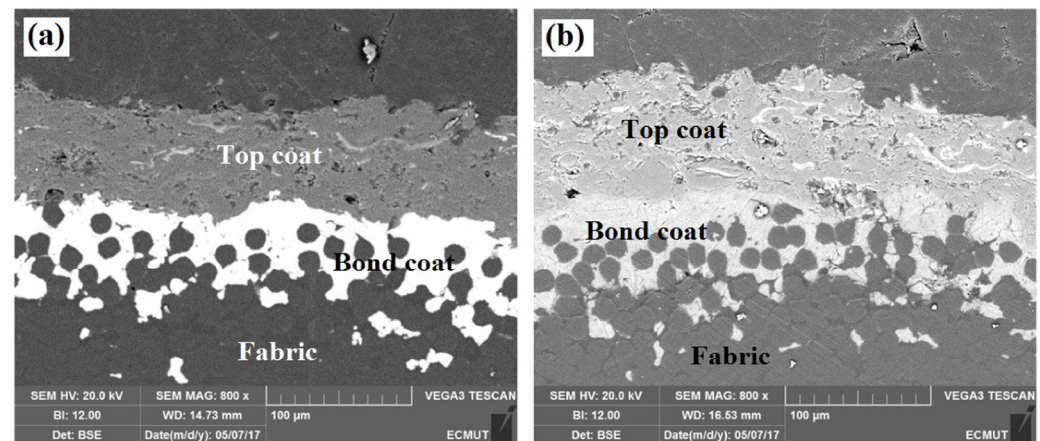 (a)
Top coat
Bond coat
Fabric
SEM HV: 20.0 kV SEM MAG: 800 x VEGA3 TESCAN
BI: 12.00 WD: 14.73 mm 100 µm
Det: BSE Date(m/d/y): 05/07/17 ECMUT
(b)
Top coat
Bond coat
Fabric
SEM HV: 20.0 kV SEM MAG: 800 x VEGA3 TESCAN
BI: 12.00 WD: 16.53 mm 100 µm
Det: BSE Date(m/d/y): 05/07/17 ECMUT